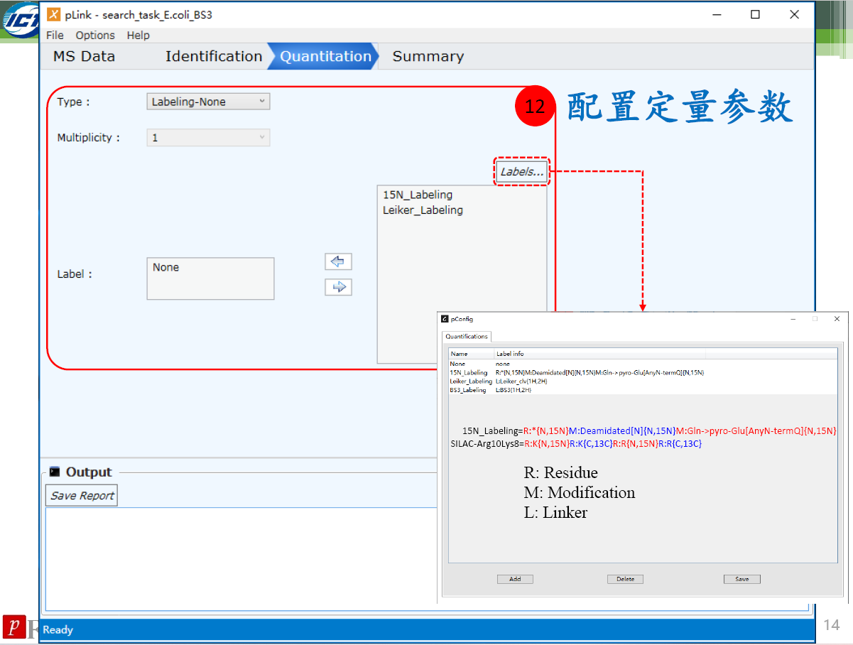 ICT
pLink - search_task_E.coli_BS3
File Options Help
MS Data Identification Quantitation Summary
Type : Labeling-None
12 配置定量参数
Multiplicity : 1
Labels...
15N_Labeling
Leiker_Labeling
Label : None
pConfig
Quantifications
Name Label info
None none
15N_Labeling R:*{N,15N}M:Deamidated[N]{N,15N}M:Gln->pyro-Glu[AnyN-termQ]{N,15N}
Leiker_Labeling L:Leiker_clv{1H,2H}
BS3_Labeling L:BS3{1H,2H}
15N_Labeling=R:*{N,15N}M:Deamidated[N]{N,15N}M:Gln->pyro-Glu[AnyN-termQ]{N,15N}
SILAC-Arg10Lys8=R:K{N,15N}R:K{C,13C}R:R{N,15N}R:R{C,13C}
R: Residue
M: Modification
L: Linker
Add Delete Save
Output
Save Report
p
Ready
14